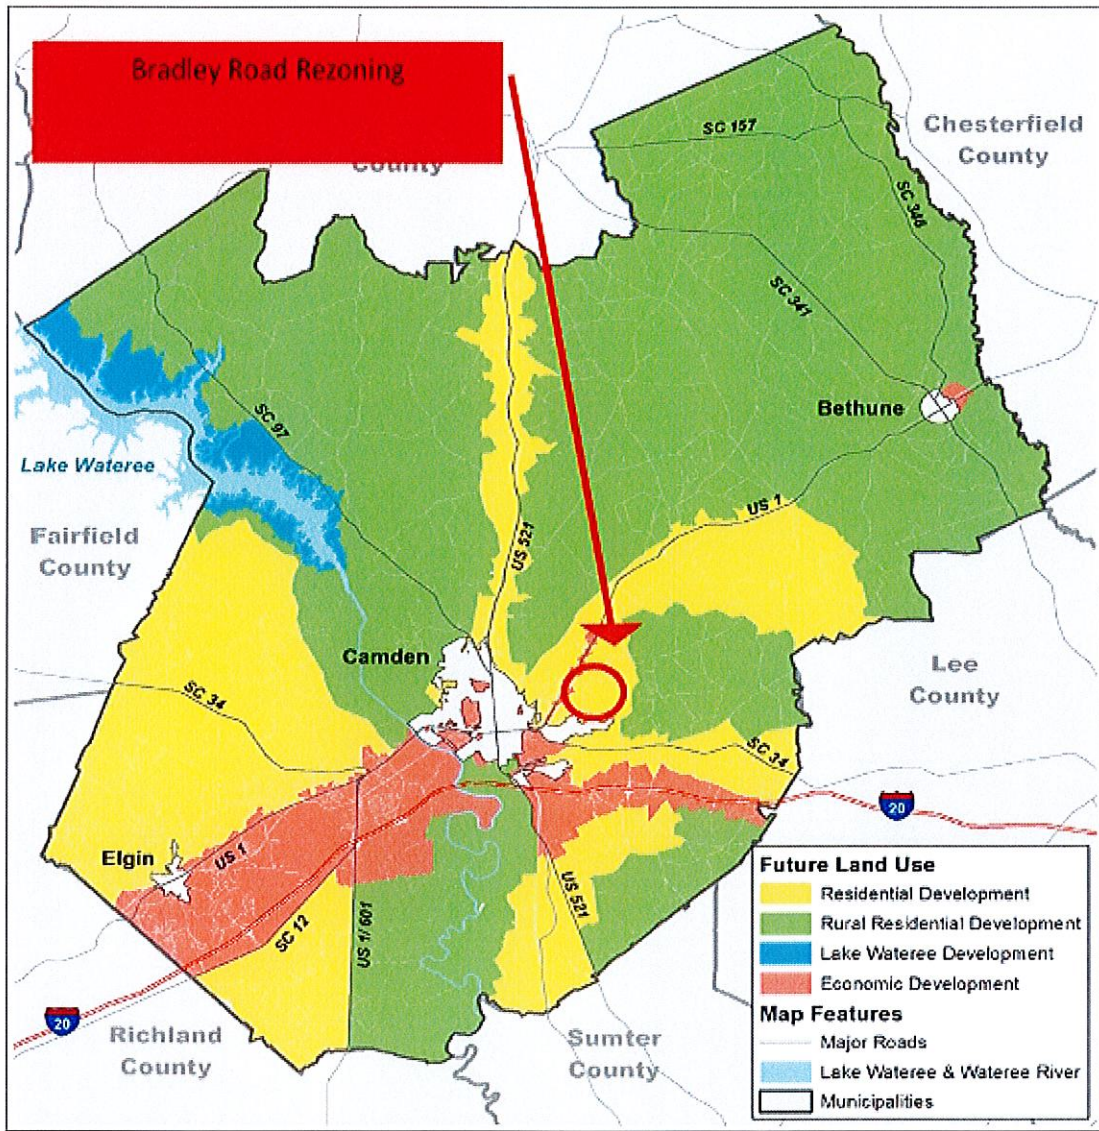 Bradley Road Rezoning
County
Chesterfield
County
SC 157
SC 346
SC 341
Bethune
SC 97
Lake Wateree
US 521
US 1
Fairfield
County
Camden
Lee
County
SC 34
SC 34
20
Elgin
US 1
US 521
SC 12
US 1/ 601
20
Richland
County
Sumter
County
Future Land Use
Residential Development
Rural Residential Development
Lake Wateree Development
Economic Development
Map Features
Major Roads
Lake Wateree & Wateree River
Municipalities